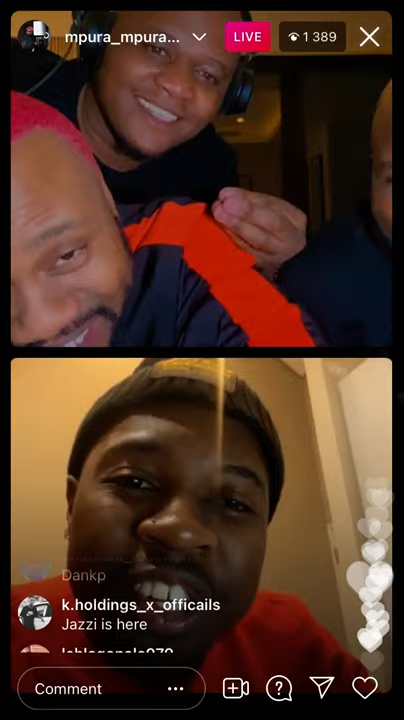 mpura_mpura...
LIVE
1 389
Dankp
k.holdings_x_officails
Jazzi is here
Comment